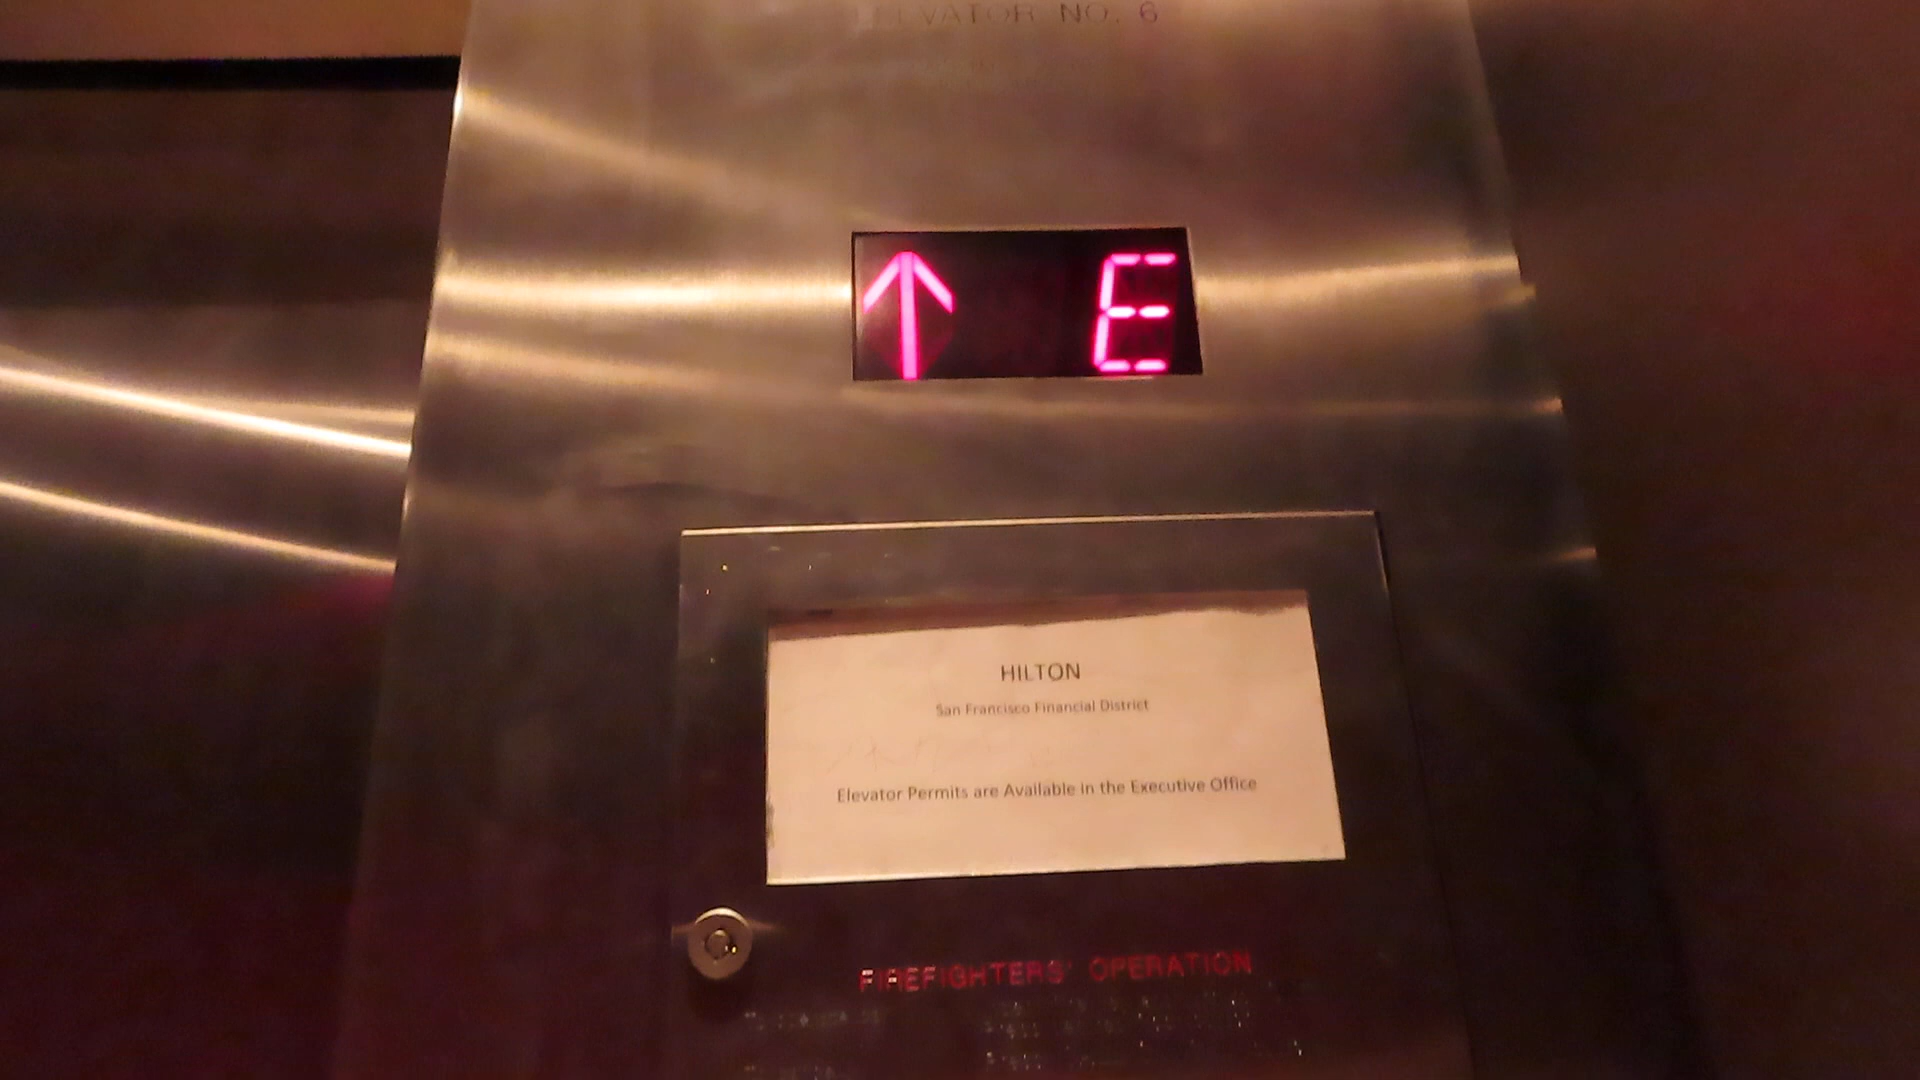 ELEVATOR NO. 6
E
HILTON
San Francisco Financial District
Elevator Permits are Available in the Executive Office
FIREFIGHTERS' OPERATION